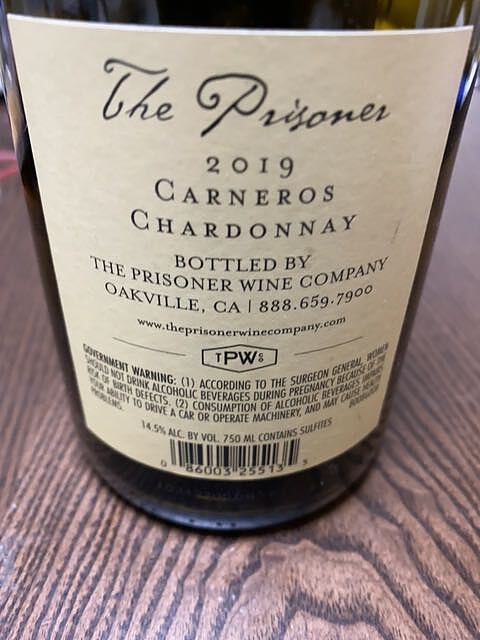 The Prisoner
2019
CARNEROS
CHARDONNAY
BOTTLED BY
THE PRISONER WINE COMPANY
OAKVILLE, CA | 888.659.7900
www.theprisonerwinecompany.com
TPWC
GOVERNMENT WARNING: (1) ACCORDING TO THE SURGEON GENERAL, WOMEN
SHOULD NOT DRINK ALCOHOLIC BEVERAGES DURING PREGNANCY BECAUSE OF THE
RISK OF BIRTH DEFECTS. (2) CONSUMPTION OF ALCOHOLIC BEVERAGES IMPAIRS
YOUR ABILITY TO DRIVE A CAR OR OPERATE MACHINERY, AND MAY CAUSE HEALTH
PROBLEMS.
14.5% ALC. BY VOL. 750 ML CONTAINS SULFITES
0 86003 25513 3